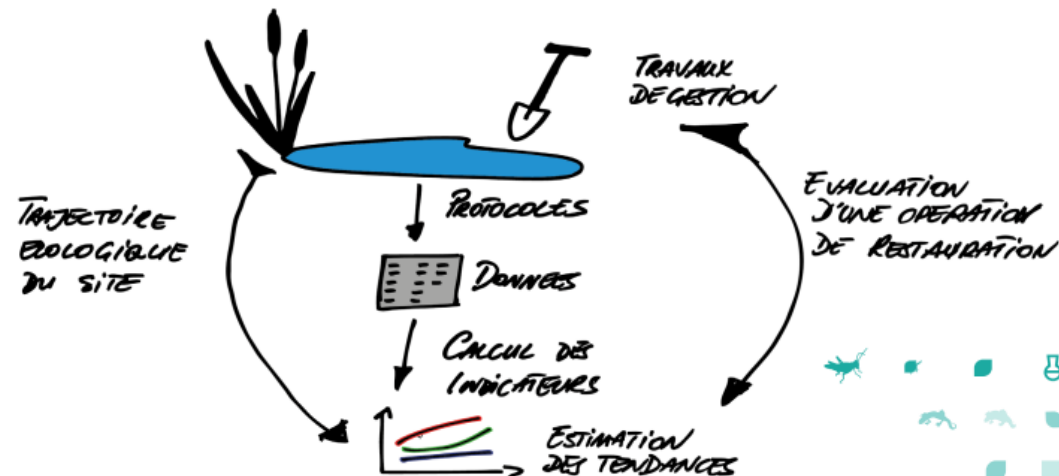 TRAVAUX
DE GESTION
PROTOCOLES
TRAJECTOIRE
ECOLOGIQUE
DU SITE
EVALUATION
D'UNE OPERATION
DE RESTAURATION
DONNEES
CALCUL DES
INDICATEURS
ESTIMATION
DES TENDANCES